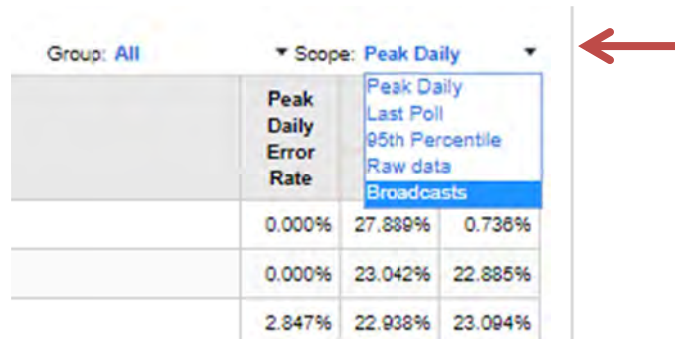 Group: All Scope: Peak Daily
Peak Daily
Last Poll
95th Percentile
Raw data
Broadcasts
Peak
Daily
Error
Rate
0.000% 27.889% 0.736%
0.000% 23.042% 22.885%
2.847% 22.938% 23.094%